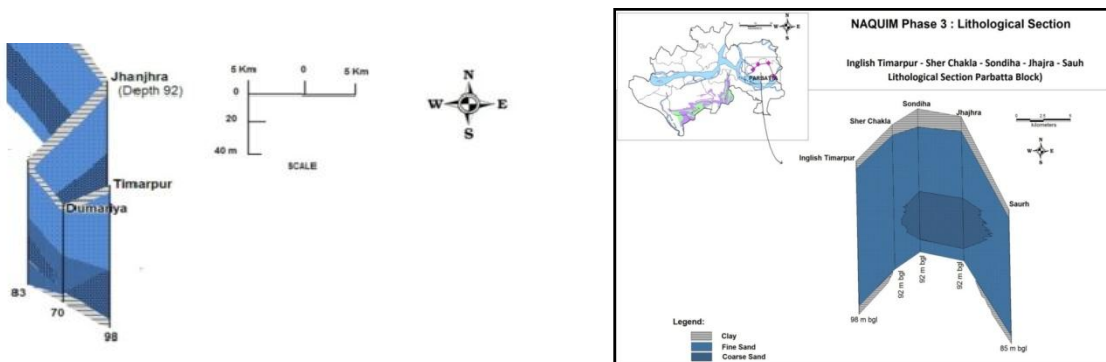 Jhanjhra
(Depth 92)
Timarpur
Dumariya
83
70
98
5 Km 0 5 Km
0
20
40 m
SCALE
N
W E
S
NAQUIM Phase 3 : Lithological Section
Inglish Timarpur - Sher Chakla - Sondiha - Jhajra - Sauh
Lithological Section Parbatta Block)
PARBATTA
N
W E
S
Sondiha
Sher Chakla
Jhajhra
Inglish Timarpur
Saurh
kilometers
N
W E
S
98 m bgl
92 m bgl
92 m bgl
92 m bgl
85 m bgl
Legend:
Clay
Fine Sand
Coarse Sand